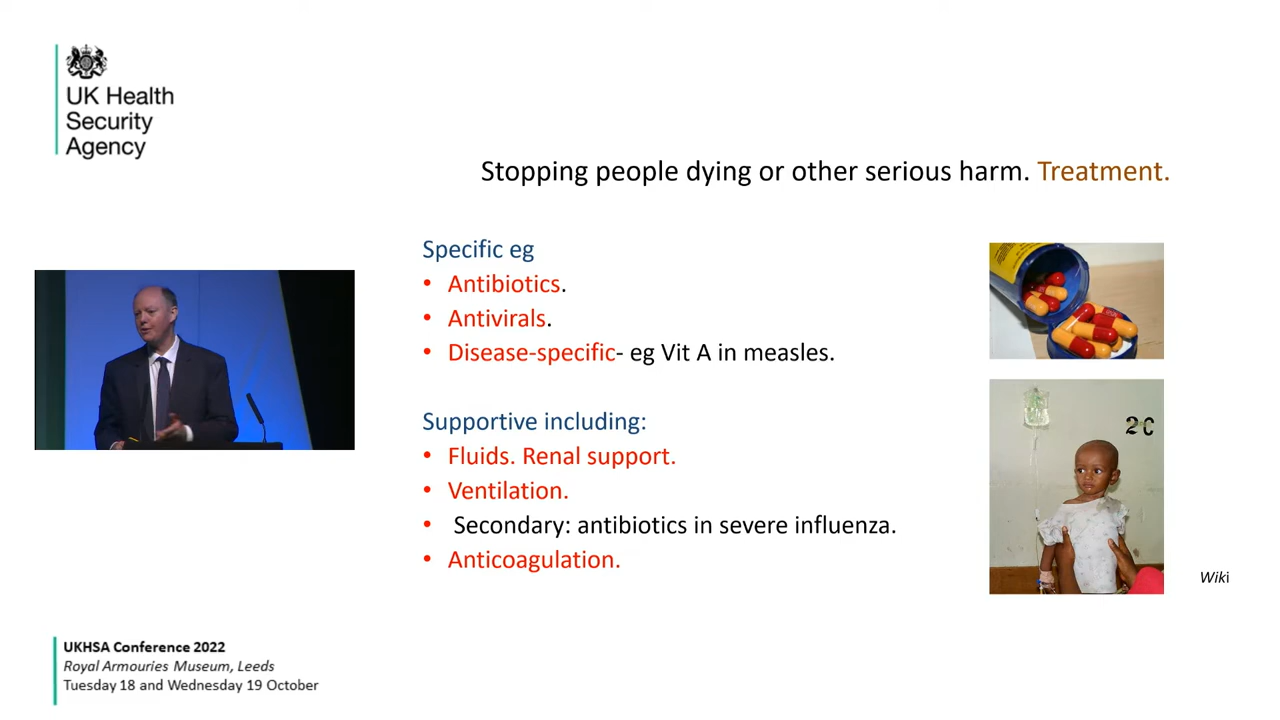 UK Health
Security
Agency
Stopping people dying or other serious harm. Treatment.
Specific eg
• Antibiotics.
• Antivirals.
• Disease-specific- eg Vit A in measles.
Supportive including:
• Fluids. Renal support.
• Ventilation.
• Secondary: antibiotics in severe influenza.
• Anticoagulation.
2C
Wiki
UKHSA Conference 2022
Royal Armouries Museum, Leeds
Tuesday 18 and Wednesday 19 October